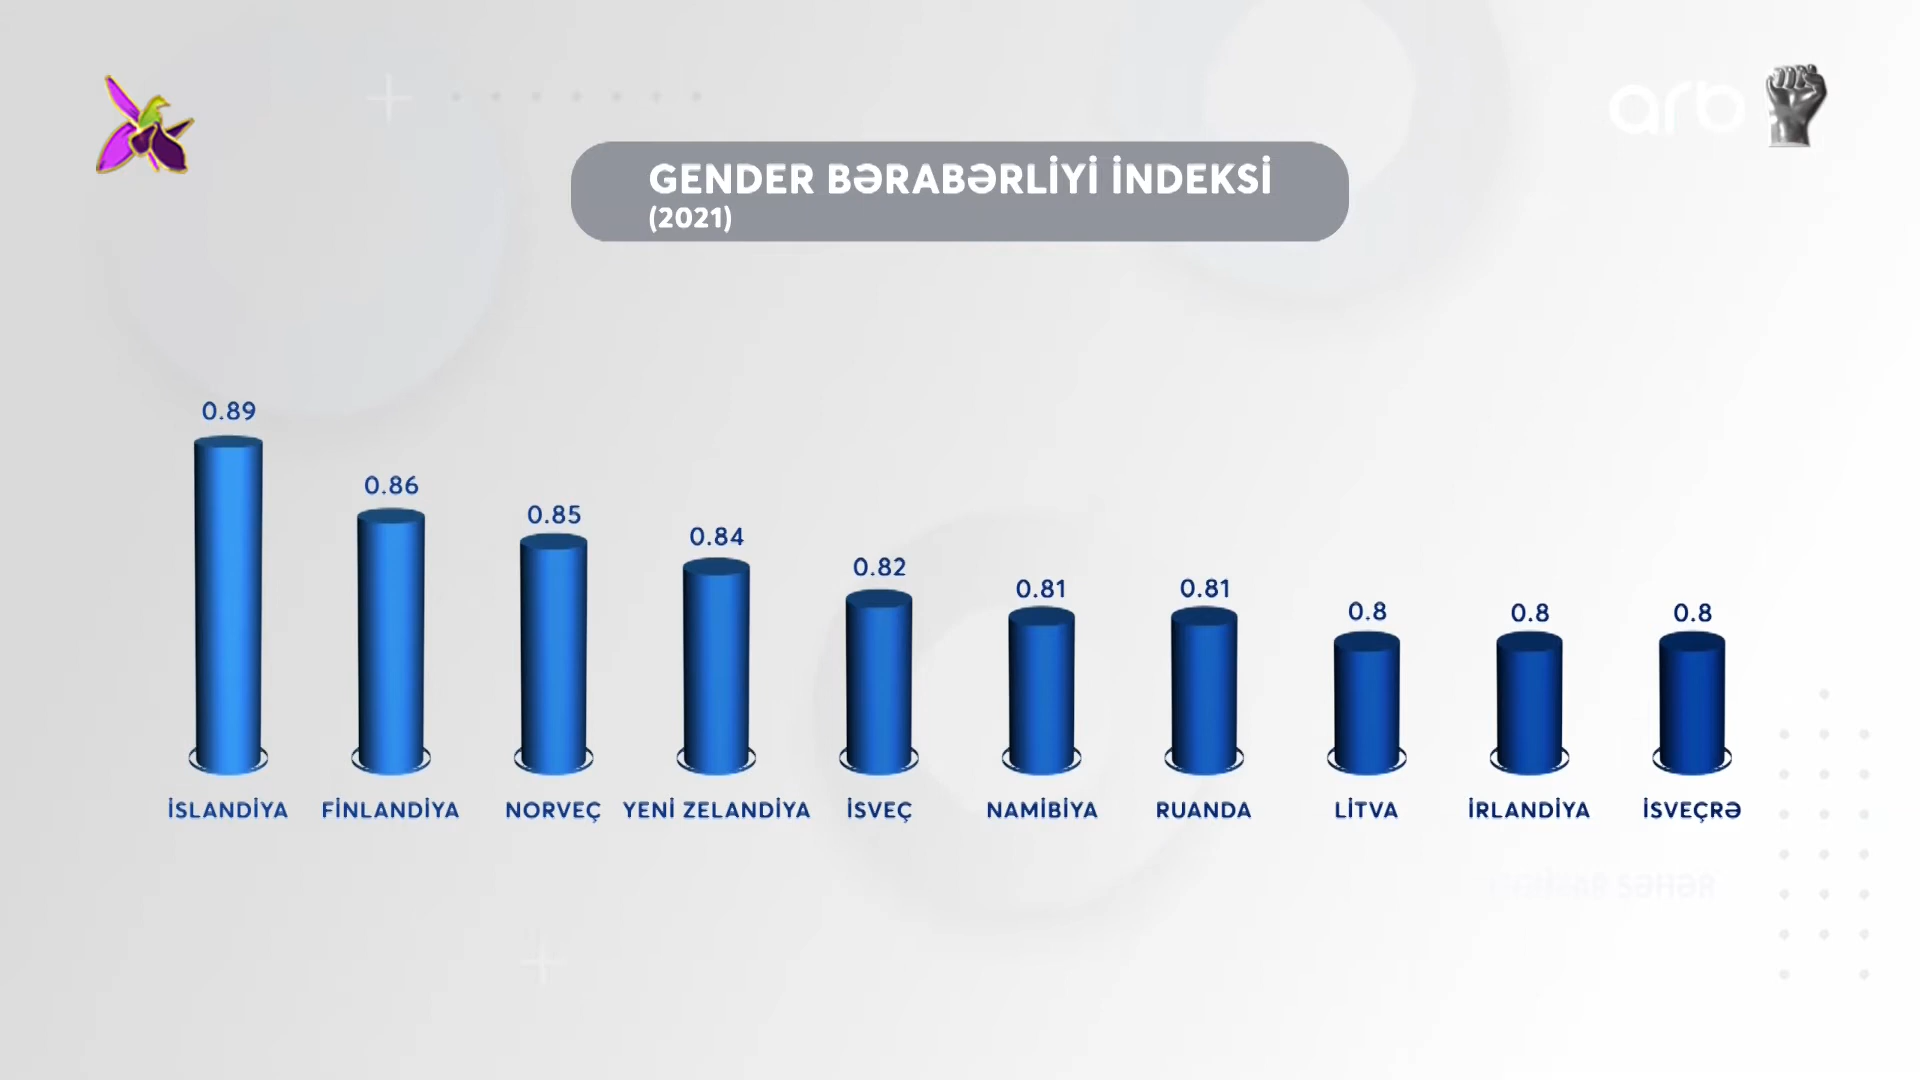 arb
GENDER BƏRABƏRLİYİ İNDEKSİ
(2021)
0.89
0.86
0.85
0.84
0.82
0.81
0.81
0.8
0.8
0.8
İSLANDİYA
FİNLANDİYA
NORVEÇ
YENİ ZELANDİYA
İSVEÇ
NAMİBİYA
RUANDA
LİTVA
İRLANDİYA
İSVEÇRƏ